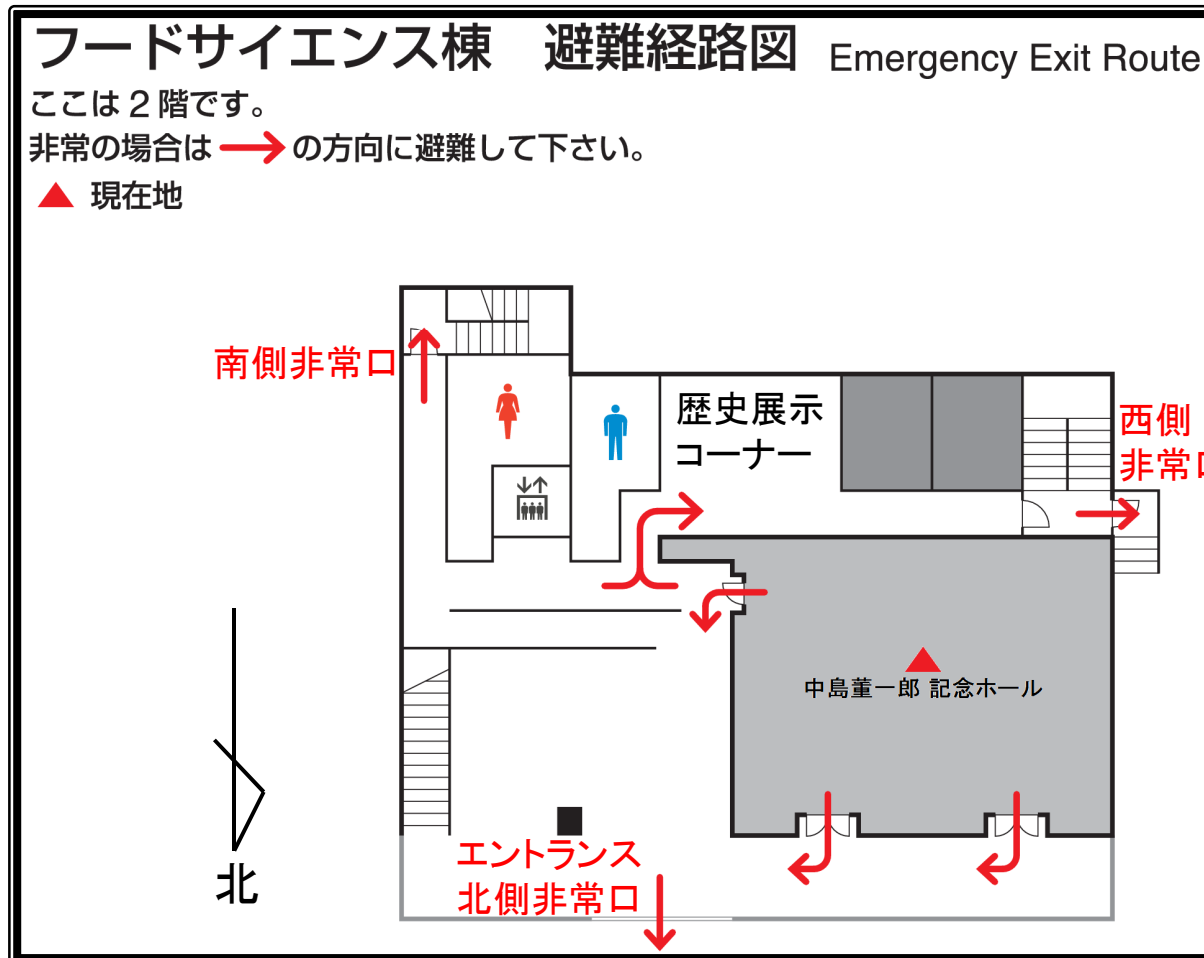 フードサイエンス棟　避難経路図 Emergency Exit Route
ここは２階です。
非常の場合は→の方向に避難して下さい。
▲ 現在地
南側非常口
歴史展示
コーナー
西側
非常口
中島董一郎 記念ホール
エントランス
北側非常口
北